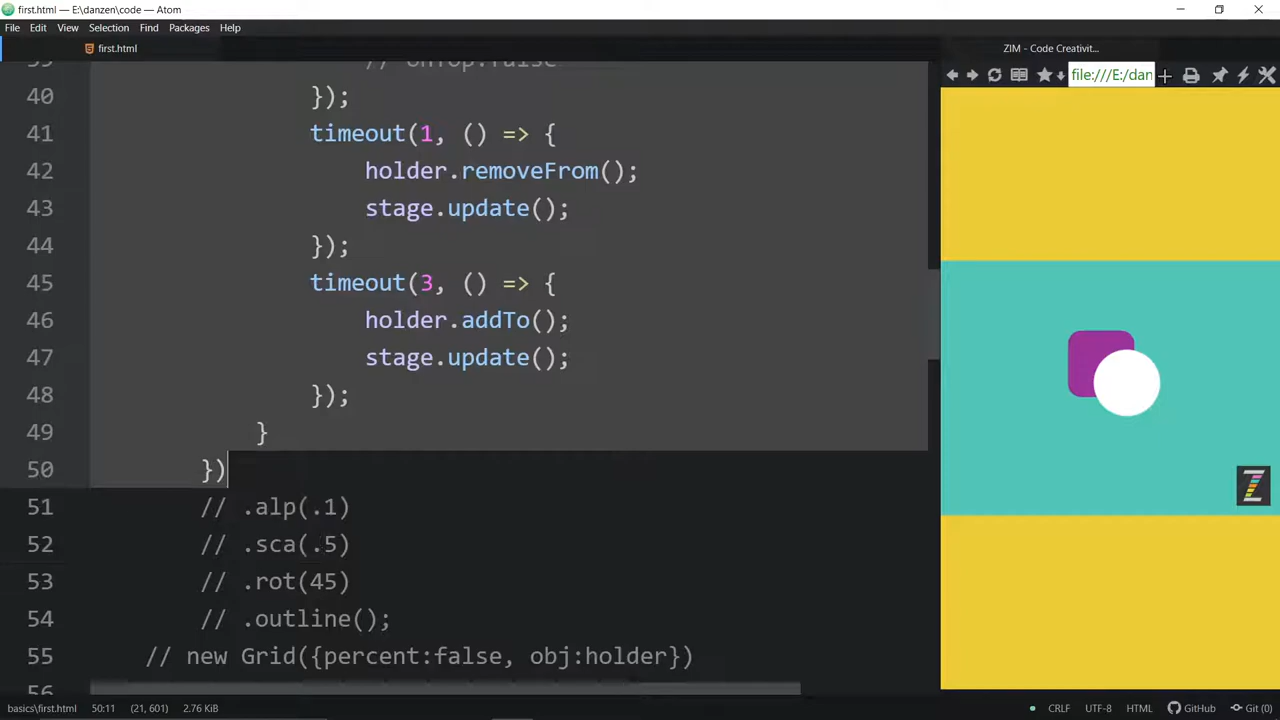 first.html — E:\danzen\code — Atom
File Edit View Selection Find Packages Help
first.html
ZIM - Code Creativit...
file:///E:/dan
39 // onTop:false
40 });
41 timeout(1, () => {
42 holder.removeFrom();
43 stage.update();
44 });
45 timeout(3, () => {
46 holder.addTo();
47 stage.update();
48 });
49 }
50 })
51 // .alp(.1)
52 // .sca(.5)
53 // .rot(45)
54 // .outline();
55 // new Grid({percent:false, obj:holder})
56
Z
basics\first.html 50:11 (21, 601) 2.76 KiB CRLF UTF-8 HTML GitHub Git (0)